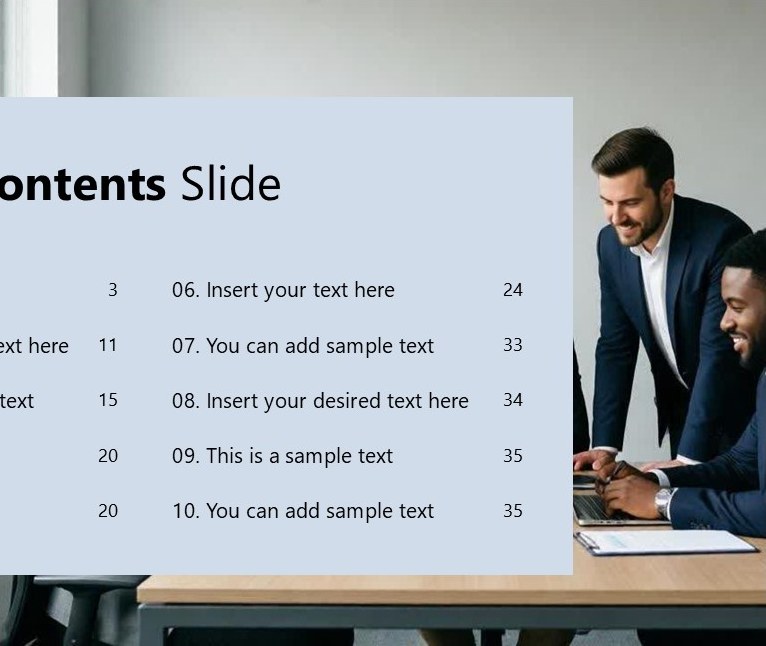 ontents Slide
3
ext here 11
text 15
20
20
06. Insert your text here 24
07. You can add sample text 33
08. Insert your desired text here 34
09. This is a sample text 35
10. You can add sample text 35